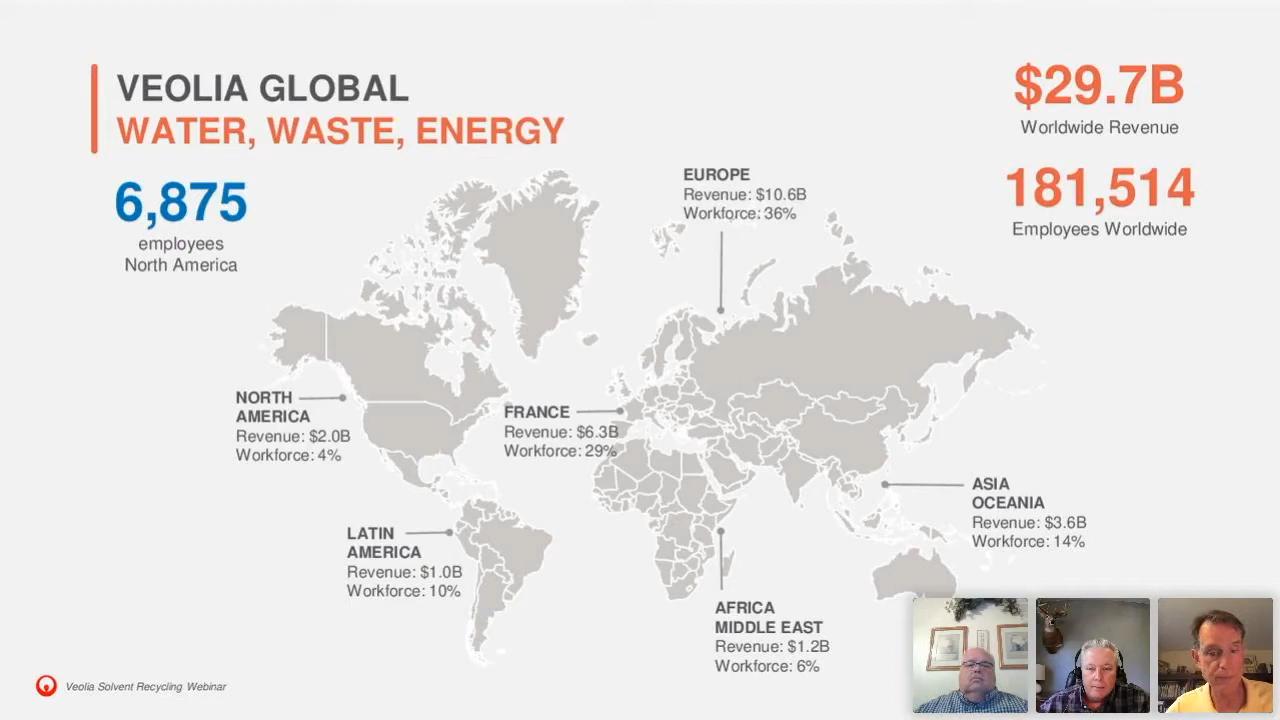 VEOLIA GLOBAL
WATER, WASTE, ENERGY
$29.7B
Worldwide Revenue
6,875
employees
North America
181,514
Employees Worldwide
EUROPE
Revenue: $10.6B
Workforce: 36%
NORTH
AMERICA
Revenue: $2.0B
Workforce: 4%
FRANCE
Revenue: $6.3B
Workforce: 29%
ASIA
OCEANIA
Revenue: $3.6B
Workforce: 14%
LATIN
AMERICA
Revenue: $1.0B
Workforce: 10%
AFRICA
MIDDLE EAST
Revenue: $1.2B
Workforce: 6%
Veolia Solvent Recycling Webinar